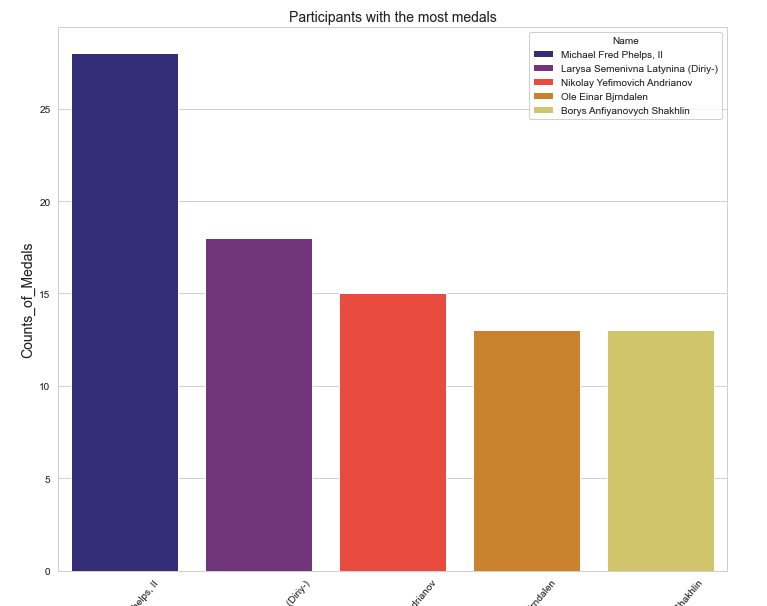 Participants with the most medals
Name
Michael Fred Phelps, II
Larysa Semenivna Latynina (Diriy-)
Nikolay Yefimovich Andrianov
Ole Einar Bjrndalen
Borys Anfiyanovych Shakhlin
Counts_of_Medals
25
20
15
10
5
0
helps, II
(Diriy-)
drianov
rndalen
Shakhlin